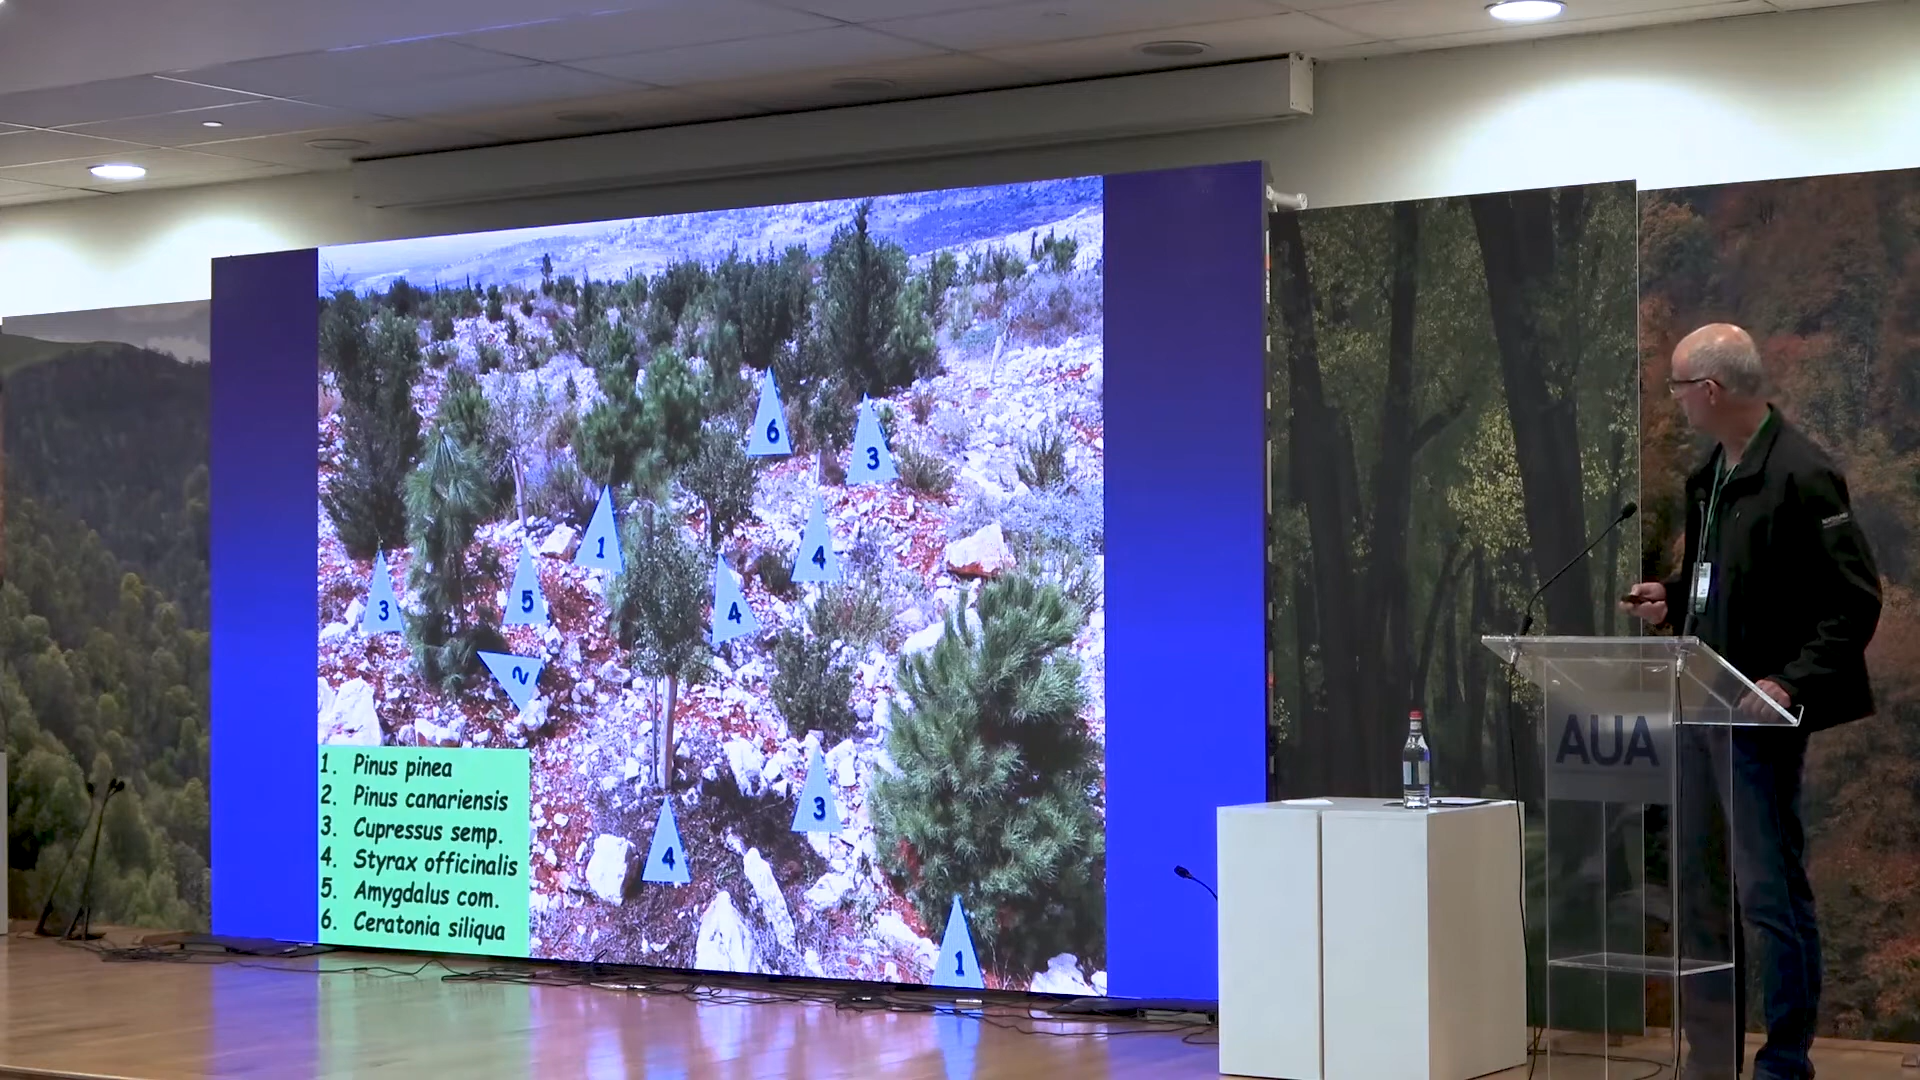 6
3
1
4
3
5
4
2
3
4
1
1. Pinus pinea
2. Pinus canariensis
3. Cupressus semp.
4. Styrax officinalis
5. Amygdalus com.
6. Ceratonia siliqua
AUA